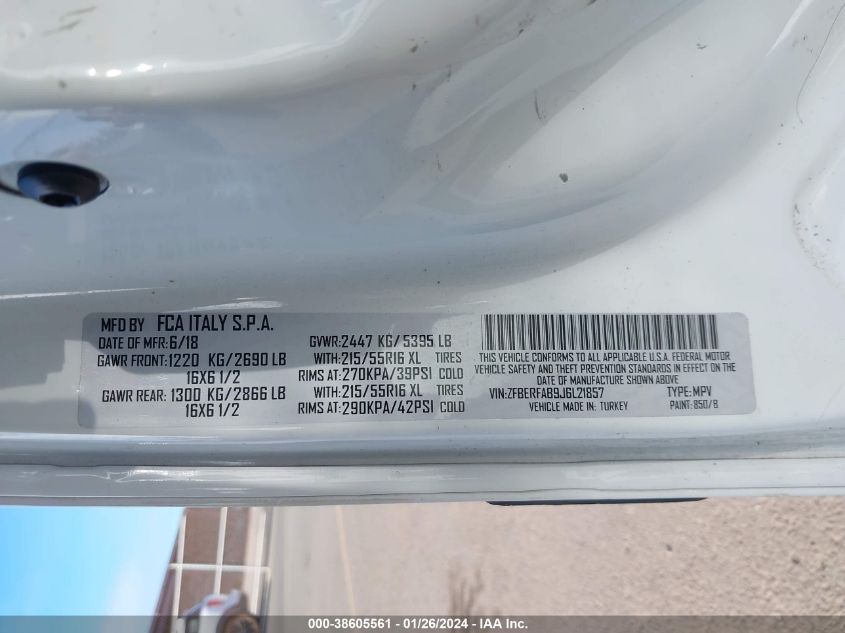 MFD BY FCA ITALY S.P.A.
DATE OF MFR: 6/18 GVWR: 2447 KG/ 5395 LB
GAWR FRONT: 1220 KG/ 2690 LB WITH: 215/55R16 XL TIRES
16X6 1/2 RIMS AT: 270KPA/39PSI COLD
GAWR REAR: 1300 KG/ 2866 LB WITH: 215/55R16 XL TIRES
16X6 1/2 RIMS AT: 290KPA/42PSI COLD
THIS VEHICLE CONFORMS TO ALL APPLICABLE U.S.A. FEDERAL MOTOR
VEHICLE SAFETY AND THEFT PREVENTION STANDARDS IN EFFECT ON THE
DATE OF MANUFACTURE SHOWN ABOVE
VIN: ZFBERFAB9J6L21857 TYPE: MPV
VEHICLE MADE IN: TURKEY PAINT: 850/B
000-38605561 - 01/26/2024 - IAA Inc.